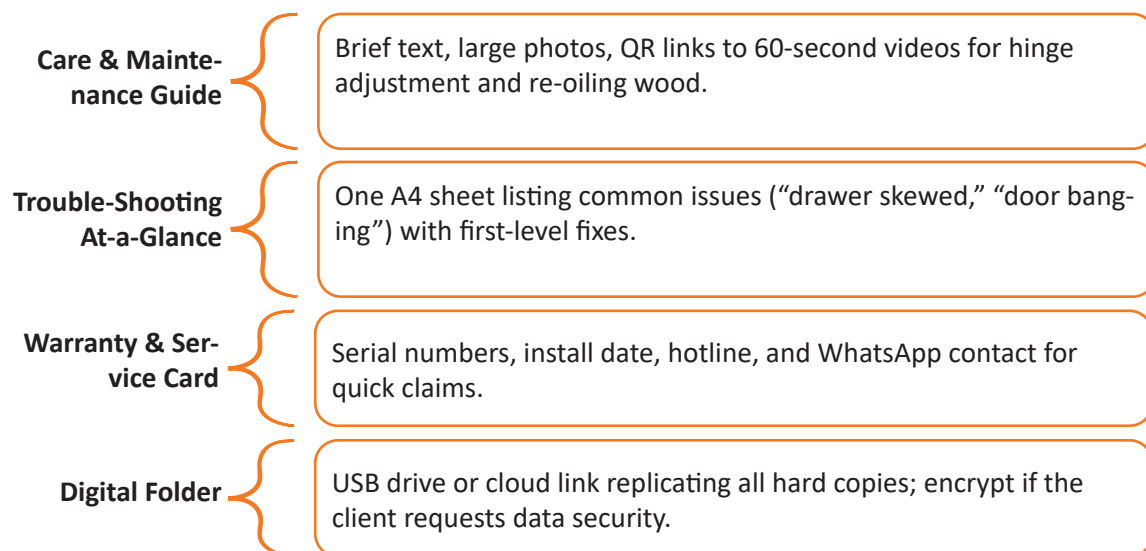 Care & Mainte-
nance Guide
Brief text, large photos, QR links to 60-second videos for hinge
adjustment and re-oiling wood.
Trouble-Shooting
At-a-Glance
One A4 sheet listing common issues (“drawer skewed,” “door bang-
ing”) with first-level fixes.
Warranty & Ser-
vice Card
Serial numbers, install date, hotline, and WhatsApp contact for
quick claims.
Digital Folder
USB drive or cloud link replicating all hard copies; encrypt if the
client requests data security.